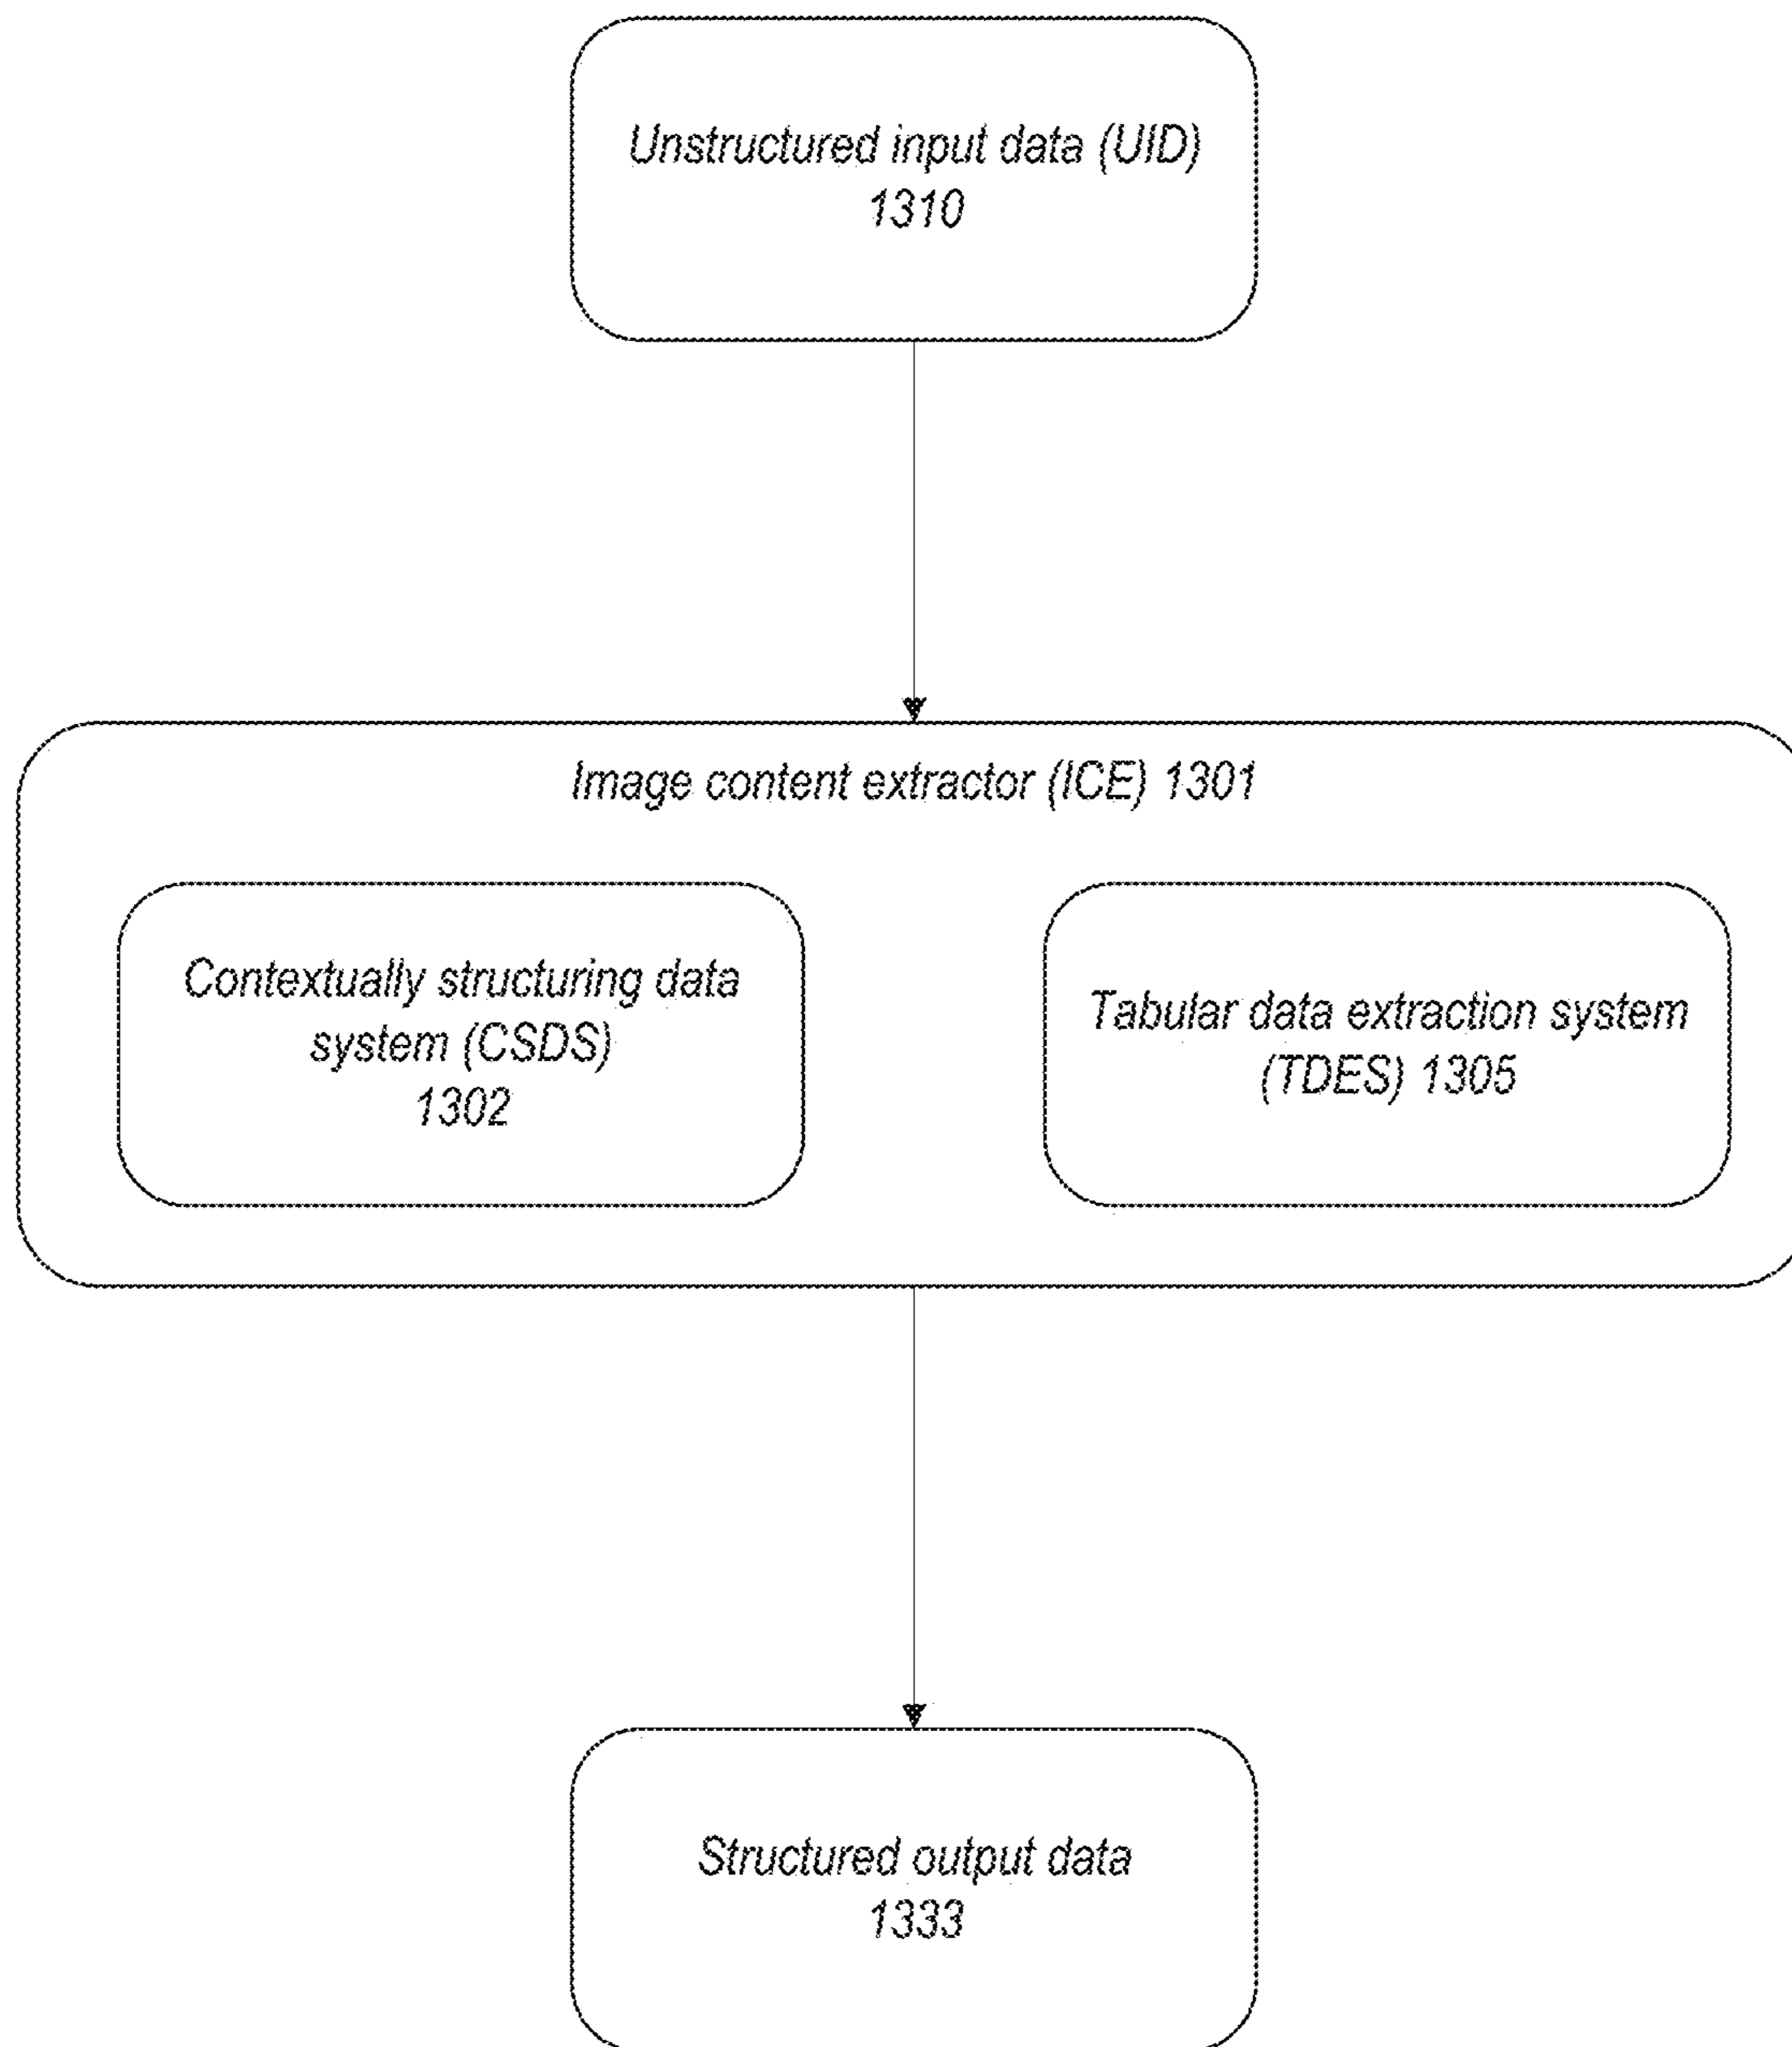 Unstructured input data (UID)
1310
Image content extractor (ICE) 1301
Contextually structuring data
system (CSDS)
1302
Tabular data extraction system
(TDES) 1305
Structured output data
1333